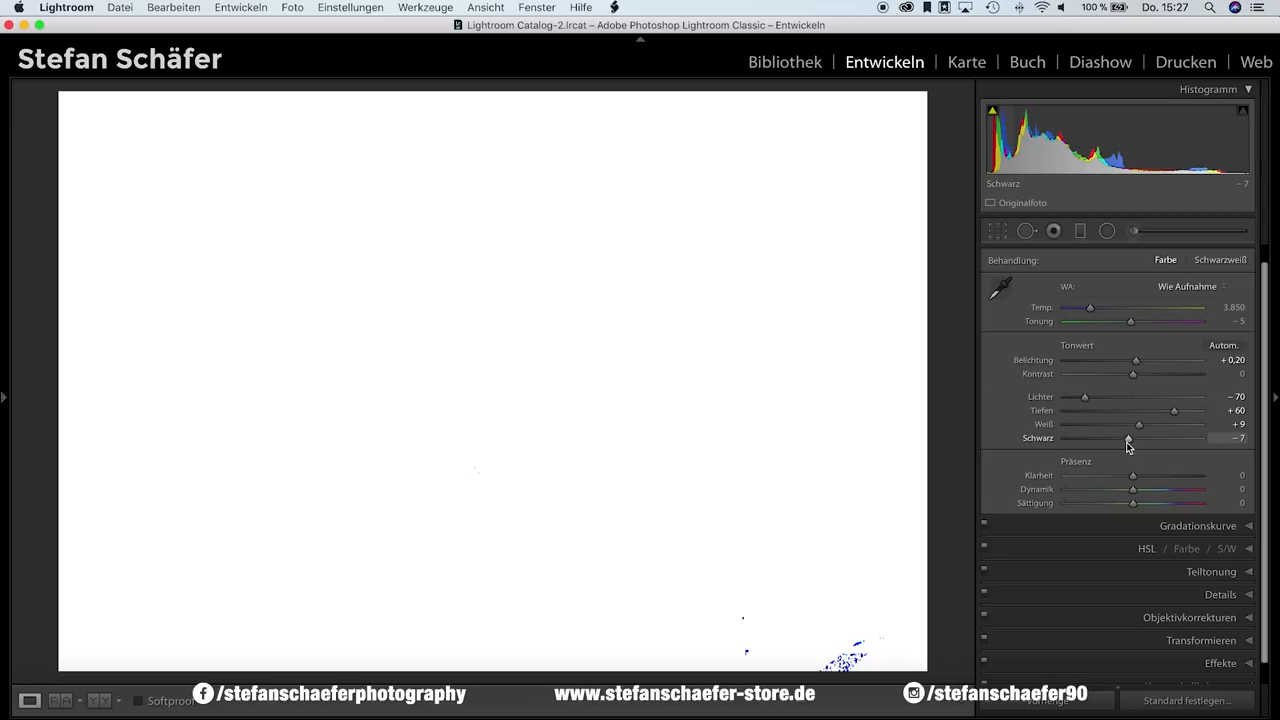 Lightroom Datei Bearbeiten Entwickeln Foto Einstellungen Werkzeuge Ansicht Fenster Hilfe 100 % Do. 15:27
Lightroom Catalog-2.lrcat – Adobe Photoshop Lightroom Classic – Entwickeln
Stefan Schäfer
Bibliothek Entwickeln Karte Buch Diashow Drucken Web
Histogramm
Schwarz – 7
Originalfoto
Behandlung: Farbe Schwarzweiß
WA: Wie Aufnahme
Temp. 3.850
Tonung – 5
Tonwert Autom.
Belichtung + 0,20
Kontrast 0
Lichter – 70
Tiefen + 60
Weiß + 9
Schwarz – 7
Präsenz
Klarheit 0
Dynamik 0
Sättigung 0
Gradationskurve
HSL / Farbe / S/W
Teiltonung
Details
Objektivkorrekturen
Transformieren
Effekte
Softproof
/stefanschaeferphotography www.stefanschaefer-store.de /stefanschaefer90
Standard festlegen...